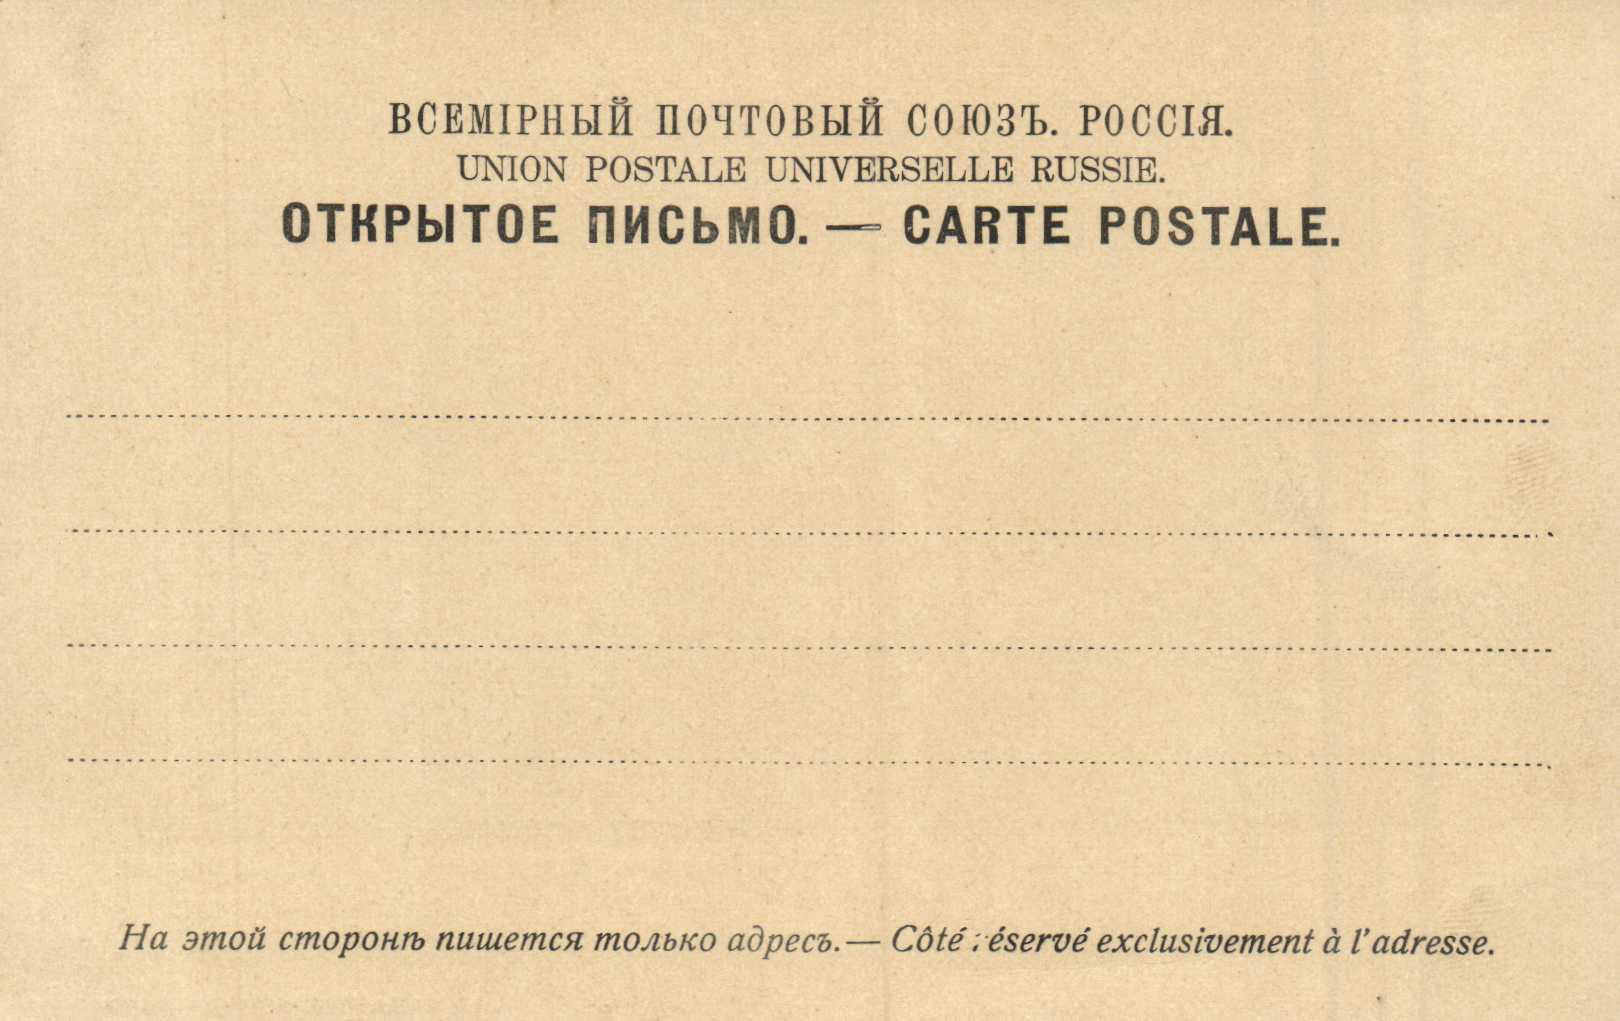 ВСЕМІРНЫЙ ПОЧТОВЫЙ СОЮЗЪ. РОССІЯ.
UNION POSTALE UNIVERSELLE RUSSIE.
ОТКРЫТОЕ ПИСЬМО. — CARTE POSTALE.
На этой сторонѣ пишется только адресъ. — Côté réservé exclusivement à l'adresse.